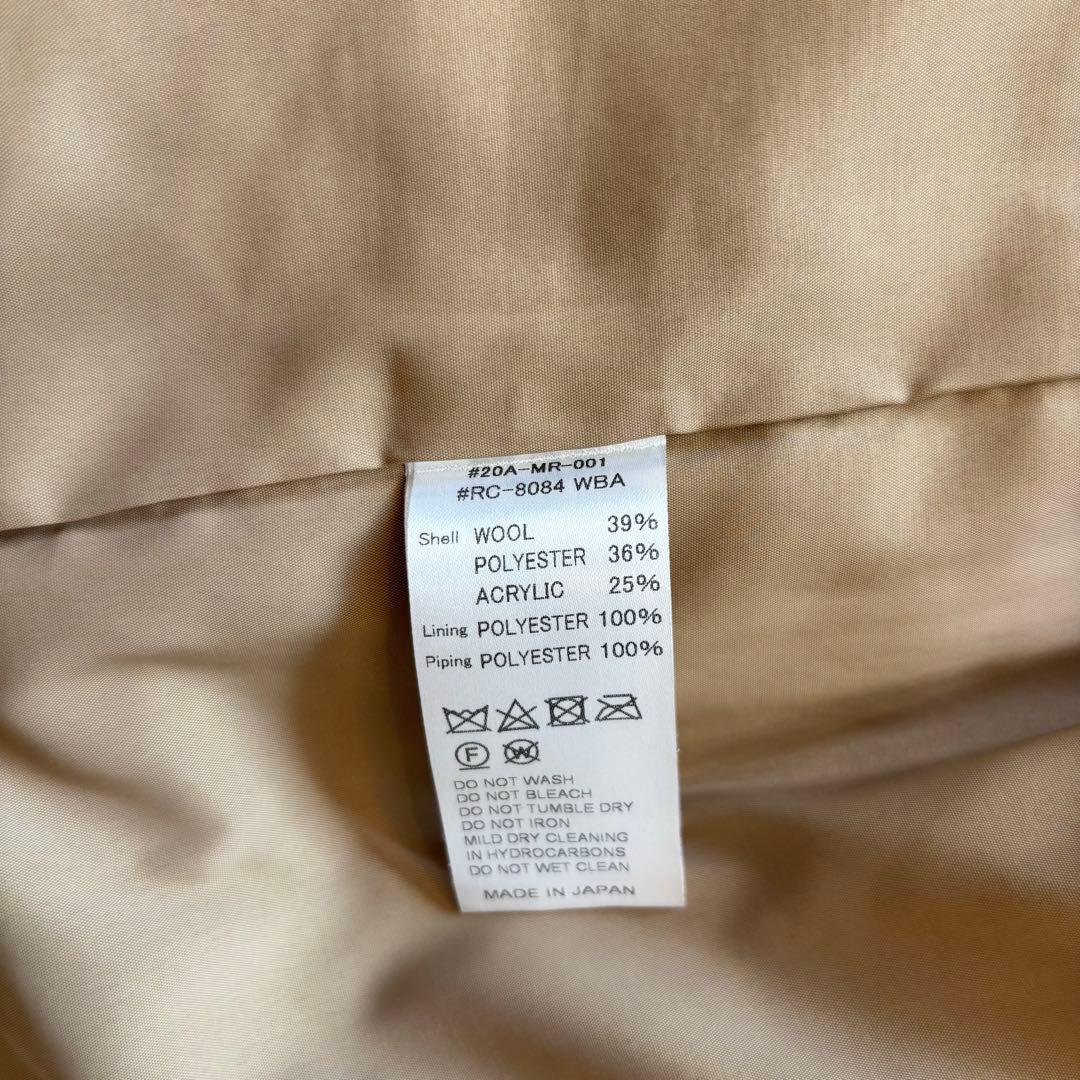 #20A-MR-001
#RC-8084 WBA
Shell WOOL 39%
POLYESTER 36%
ACRYLIC 25%
Lining POLYESTER 100%
Piping POLYESTER 100%
F W
DO NOT WASH
DO NOT BLEACH
DO NOT TUMBLE DRY
DO NOT IRON
MILD DRY CLEANING
IN HYDROCARBONS
DO NOT WET CLEAN
MADE IN JAPAN